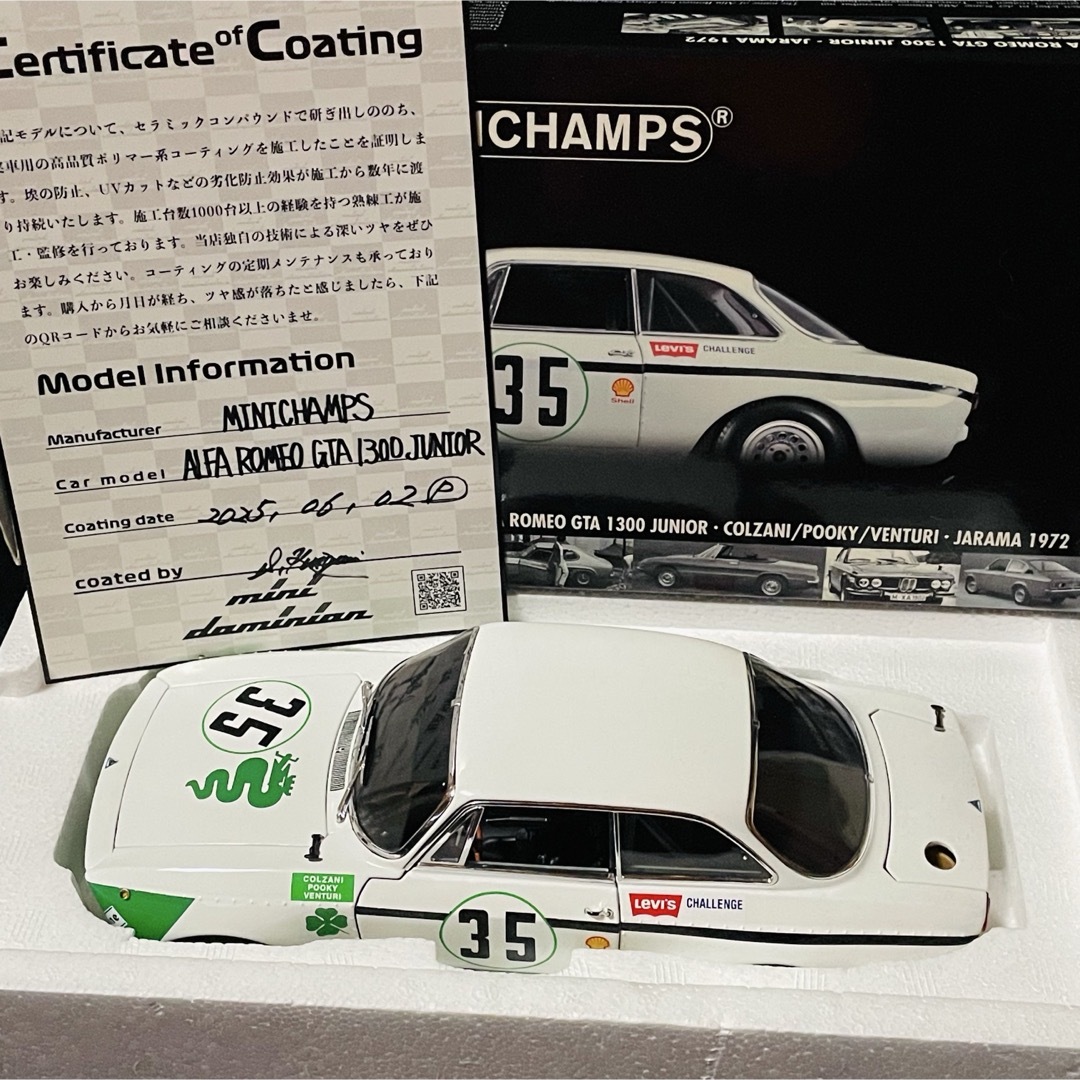 Certificate of Coating
記モデルについて、セラミックコンパウンドで研ぎ出しののち、
車用の高品質ポリマー系コーティングを施工したことを証明しま
す。埃の防止、UVカットなどの劣化防止効果が施工から数年に渡
り持続いたします。施工台数1000台以上の経験を持つ熟練工が施
工・監修を行っております。当店独自の技術による深いツヤをぜひ
お楽しみください。コーティングの定期メンテナンスも承っており
ます。購入から月日が経ち、ツヤ感が落ちたと感じましたら、下記
のQRコードからお気軽にご相談くださいませ。
Model Information
Manufacturer MINICHAMPS
Car model ALFA ROMEO GTA 1300 JUNIOR
Coating date 2025, 06, 02 P
coated by
mini
daminian
A ROMEO GTA 1300 JUNIOR · JARAMA 1972
ICHAMPS®
LEVI'S CHALLENGE
35
Shell
ROMEO GTA 1300 JUNIOR · COLZANI/POOKY/VENTURI · JARAMA 1972
35
COLZANI
POOKY
VENTURI
35
LEVI'S CHALLENGE